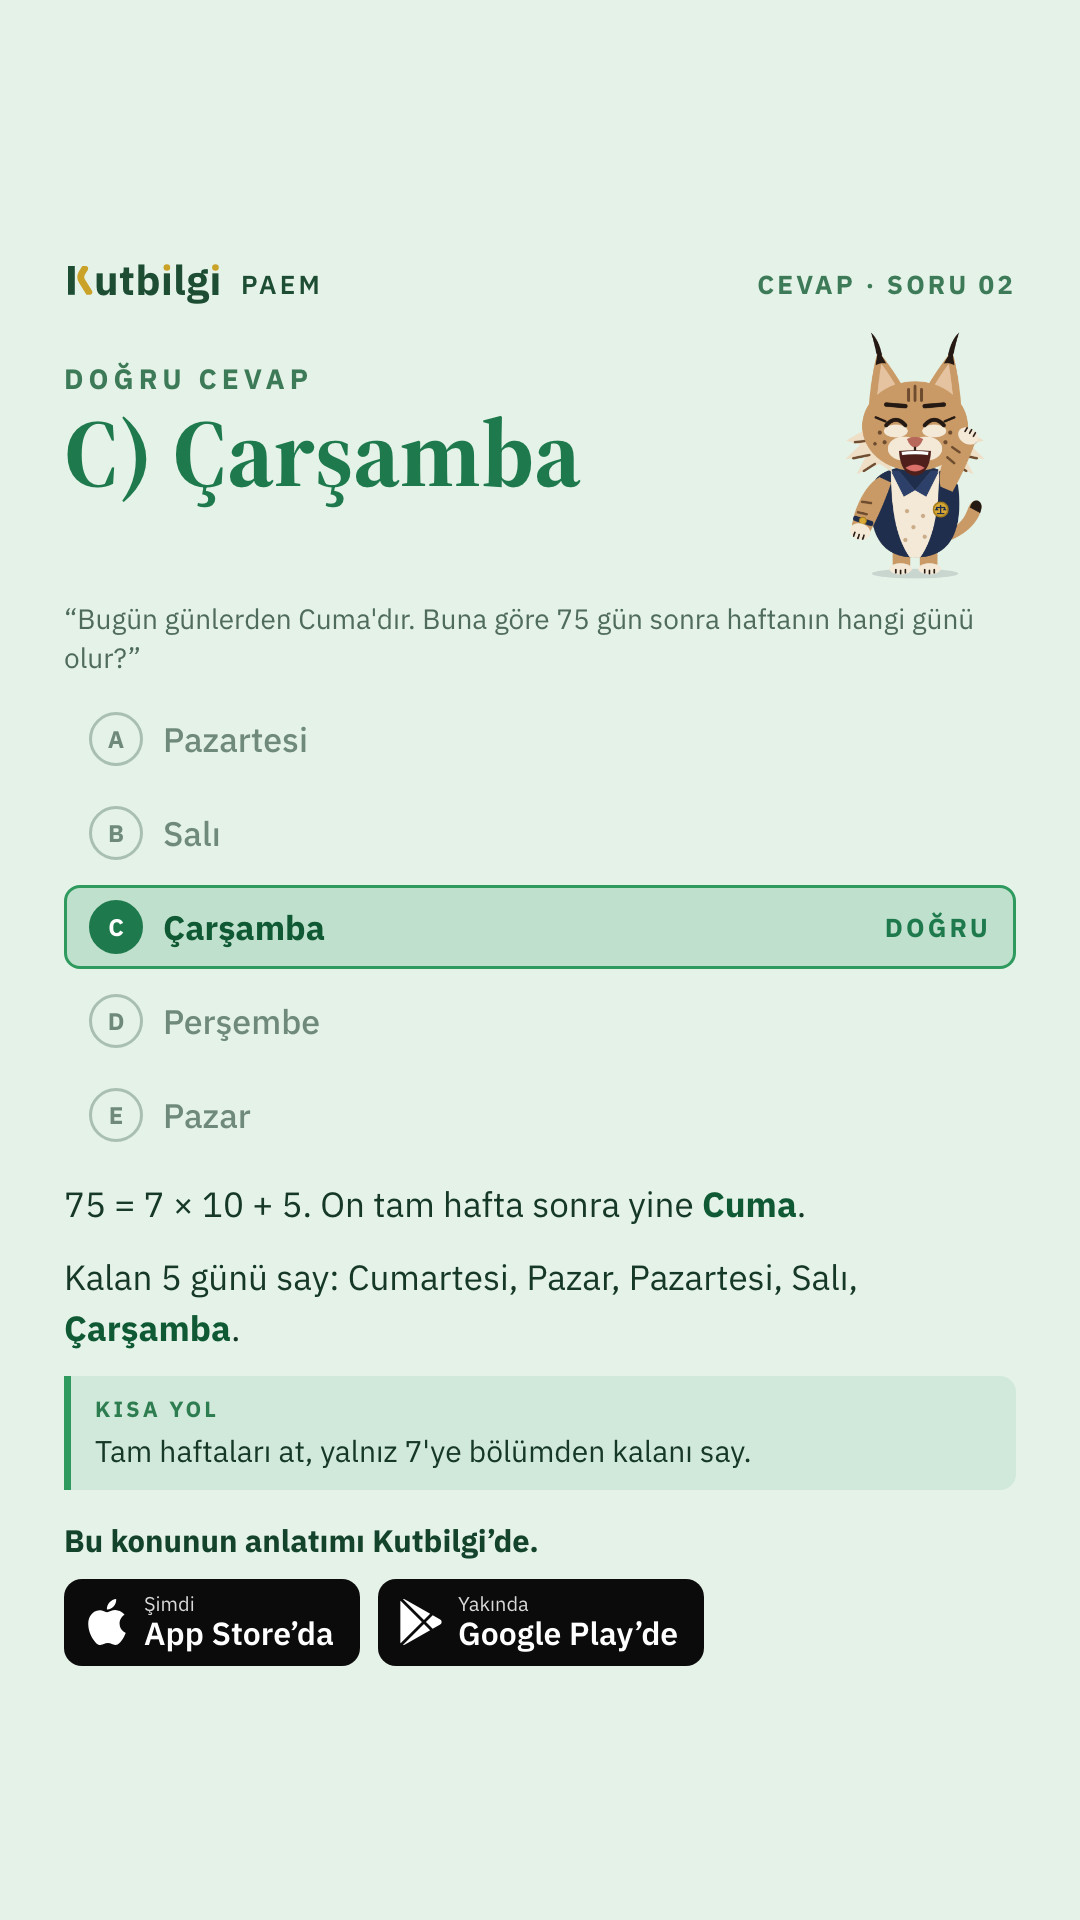 Kutbilgi PAEM
CEVAP · SORU 02
DOĞRU CEVAP
C) Çarşamba
“Bugün günlerden Cuma'dır. Buna göre 75 gün sonra haftanın hangi günü
olur?”
A Pazartesi
B Salı
C Çarşamba DOĞRU
D Perşembe
E Pazar
75 = 7 × 10 + 5. On tam hafta sonra yine Cuma.
Kalan 5 günü say: Cumartesi, Pazar, Pazartesi, Salı,
Çarşamba.
KISA YOL
Tam haftaları at, yalnız 7'ye bölümden kalanı say.
Bu konunun anlatımı Kutbilgi’de.
Şimdi
App Store’da
Yakında
Google Play’de